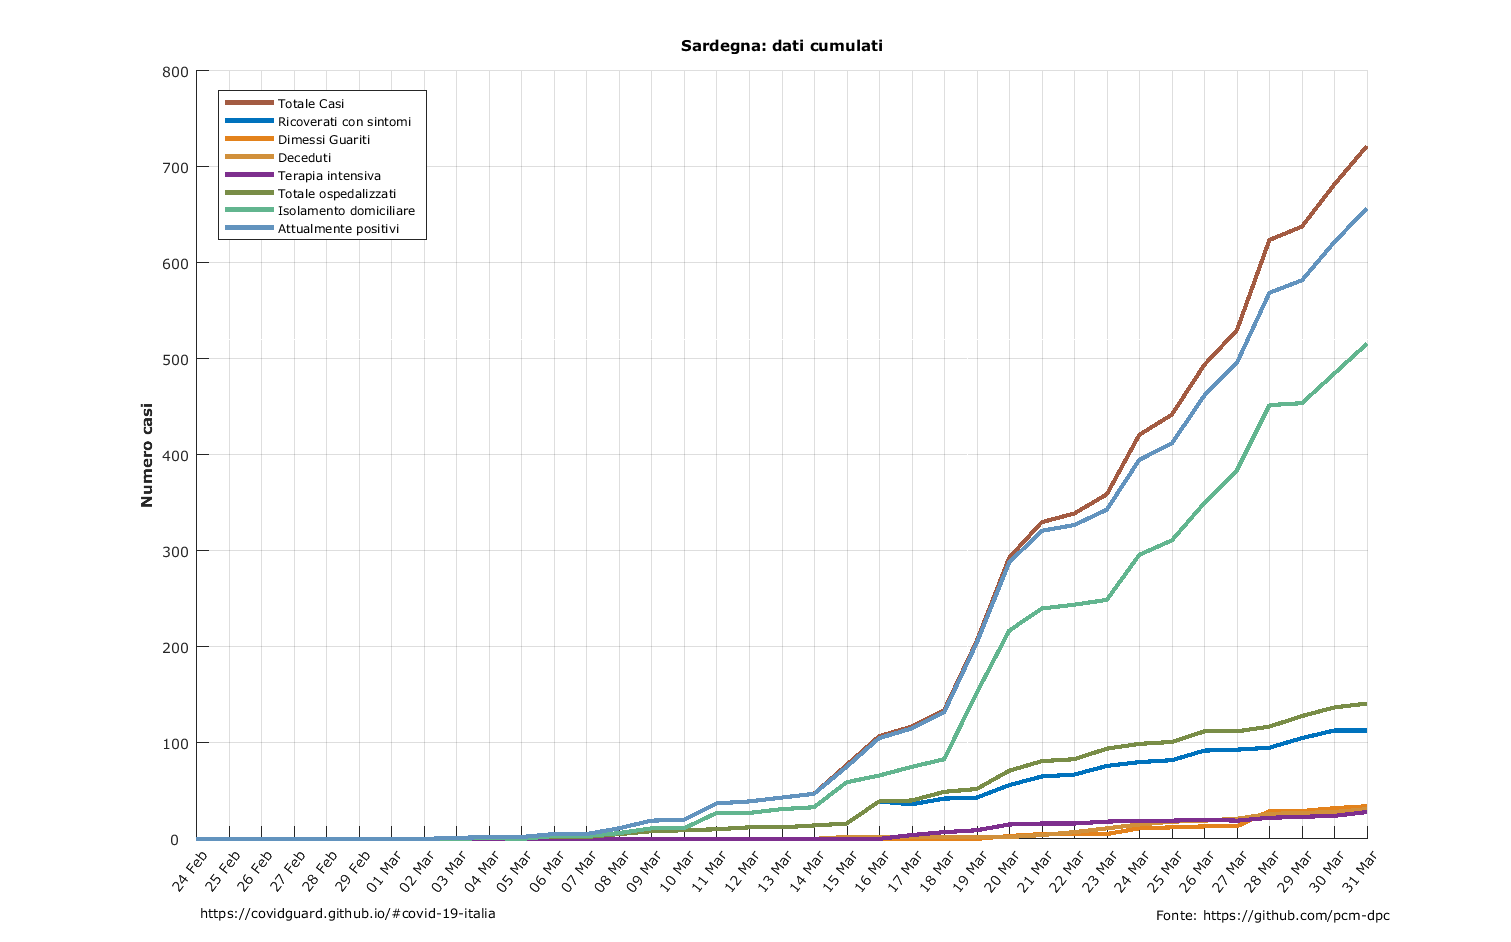 Sardegna: dati cumulati
800
700
600
500
400
300
200
100
0
Numero casi
Totale Casi
Ricoverati con sintomi
Dimessi Guariti
Deceduti
Terapia intensiva
Totale ospedalizzati
Isolamento domiciliare
Attualmente positivi
24 Feb
25 Feb
26 Feb
27 Feb
28 Feb
29 Feb
01 Mar
02 Mar
03 Mar
04 Mar
05 Mar
06 Mar
07 Mar
08 Mar
09 Mar
10 Mar
11 Mar
12 Mar
13 Mar
14 Mar
15 Mar
16 Mar
17 Mar
18 Mar
19 Mar
20 Mar
21 Mar
22 Mar
23 Mar
24 Mar
25 Mar
26 Mar
27 Mar
28 Mar
29 Mar
30 Mar
31 Mar
https://covidguard.github.io/#covid-19-italia
Fonte: https://github.com/pcm-dpc